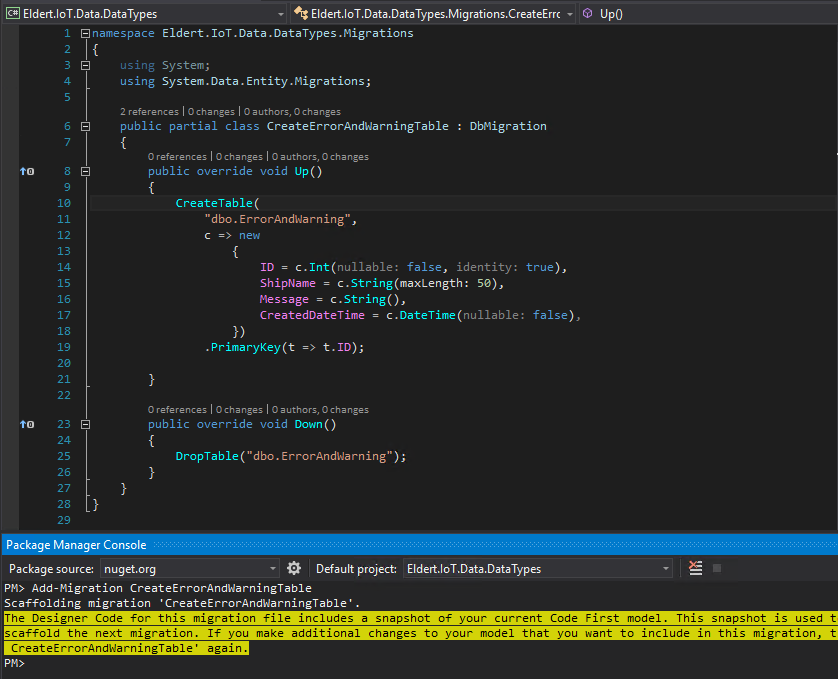 C# Eldert.IoT.Data.DataTypes Eldert.IoT.Data.DataTypes.Migrations.CreateErrc Up()
1 namespace Eldert.IoT.Data.DataTypes.Migrations
2 {
3 using System;
4 using System.Data.Entity.Migrations;
5
2 references | 0 changes | 0 authors, 0 changes
6 public partial class CreateErrorAndWarningTable : DbMigration
7 {
0 references | 0 changes | 0 authors, 0 changes
8 public override void Up()
9 {
10 CreateTable(
11 "dbo.ErrorAndWarning",
12 c => new
13 {
14 ID = c.Int(nullable: false, identity: true),
15 ShipName = c.String(maxLength: 50),
16 Message = c.String(),
17 CreatedDateTime = c.DateTime(nullable: false),
18 })
19 .PrimaryKey(t => t.ID);
20
21 }
22
0 references | 0 changes | 0 authors, 0 changes
23 public override void Down()
24 {
25 DropTable("dbo.ErrorAndWarning");
26 }
27 }
28 }
29
Package Manager Console
Package source: nuget.org Default project: Eldert.IoT.Data.DataTypes
PM> Add-Migration CreateErrorAndWarningTable
Scaffolding migration 'CreateErrorAndWarningTable'.
The Designer Code for this migration file includes a snapshot of your current Code First model. This snapshot is used to
scaffold the next migration. If you make additional changes to your model that you want to include in this migration, t
CreateErrorAndWarningTable' again.
PM>